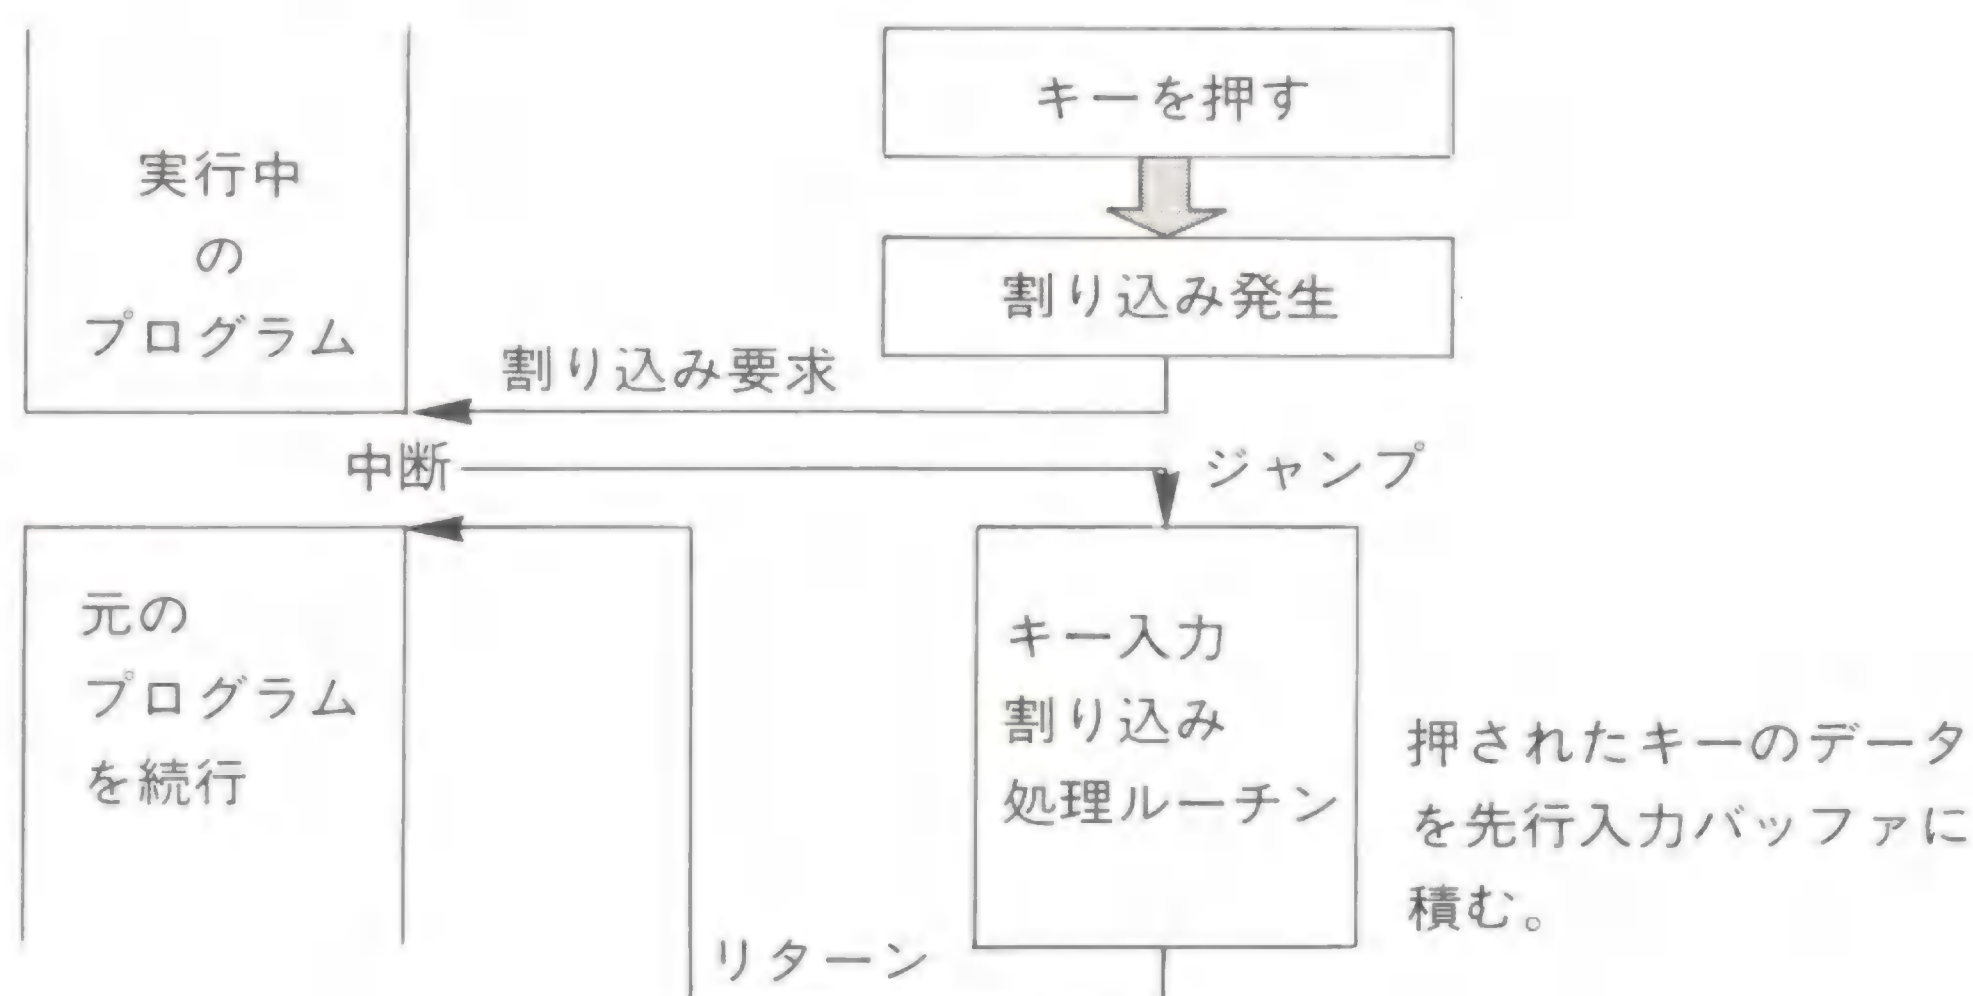 キーを押す
実行中
の
プログラム
割り込み発生
割り込み要求
中断
ジャンプ
元の
プログラム
を続行
キー入力
割り込み
処理ルーチン
押されたキーのデータ
を先行入力バッファに
積む。
リターン